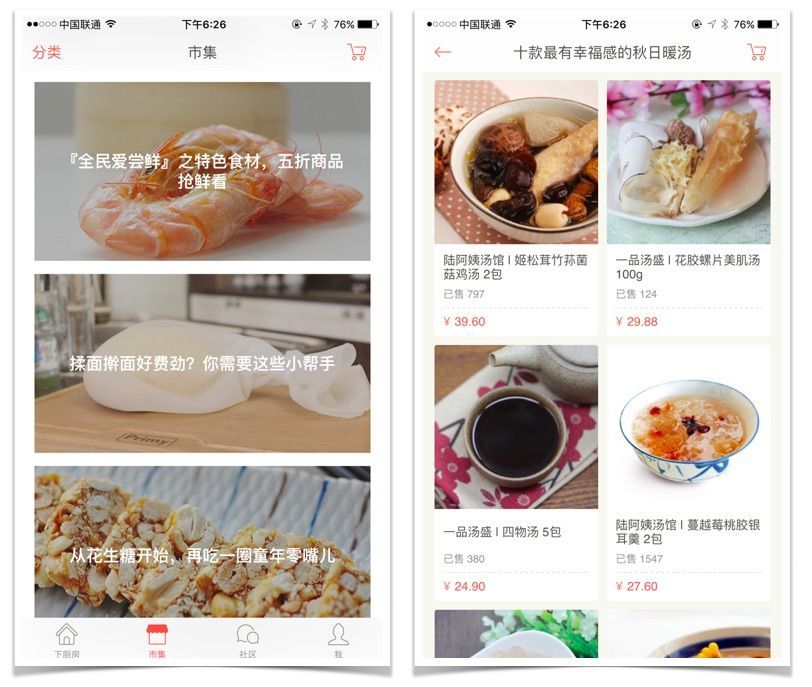 中国联通 下午6:26 76%
分类 市集
『全民爱尝鲜』之特色食材，五折商品
抢鲜看
揉面擀面好费劲？你需要这些小帮手
Primy
从花生糖开始，再吃一圈童年零嘴儿
下厨房 市集 社区 我
中国联通 下午6:26 76%
十款最有幸福感的秋日暖汤
陆阿姨汤馆 l 姬松茸竹荪菌
菇鸡汤 2包
已售 797
¥ 39.60
一品汤盛 l 花胶螺片美肌汤
100g
已售 124
¥ 29.88
一品汤盛 l 四物汤 5包
已售 380
¥ 24.90
陆阿姨汤馆 l 蔓越莓桃胶银
耳羹 2包
已售 1547
¥ 27.60